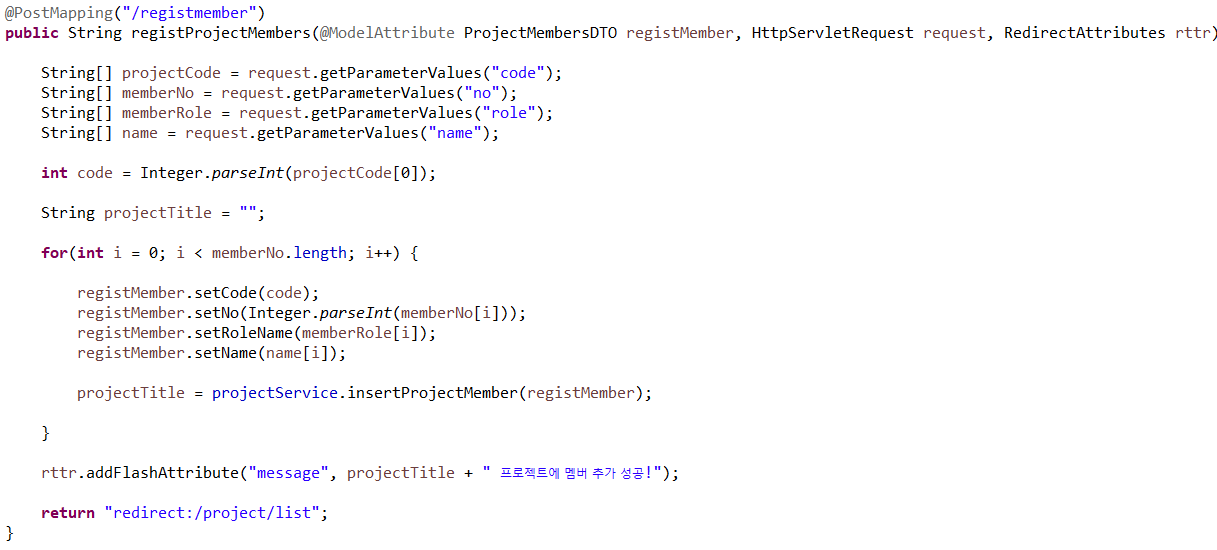 @PostMapping("/registmember")
public String registProjectMembers(@ModelAttribute ProjectMembersDTO registMember, HttpServletRequest request, RedirectAttributes rttr)
String[] projectCode = request.getParameterValues("code");
String[] memberNo = request.getParameterValues("no");
String[] memberRole = request.getParameterValues("role");
String[] name = request.getParameterValues("name");
int code = Integer.parseInt(projectCode[0]);
String projectTitle = "";
for(int i = 0; i < memberNo.length; i++) {
registMember.setCode(code);
registMember.setNo(Integer.parseInt(memberNo[i]));
registMember.setRoleName(memberRole[i]);
registMember.setName(name[i]);
projectTitle = projectService.insertProjectMember(registMember);
}
rttr.addFlashAttribute("message", projectTitle + " 프로젝트에 멤버 추가 성공!");
return "redirect:/project/list";
}